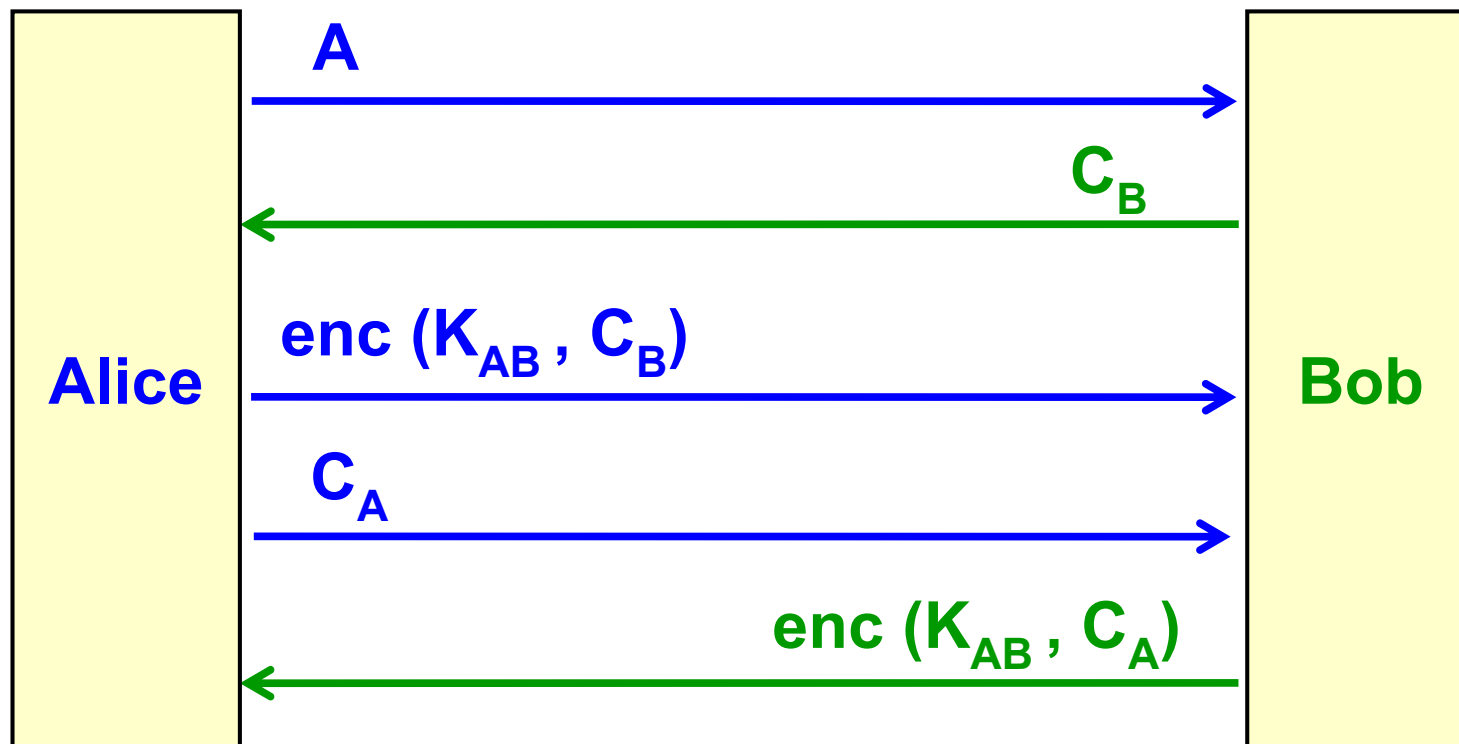 A
C_B
enc (K_AB , C_B)
Alice
Bob
C_A
enc (K_AB , C_A)